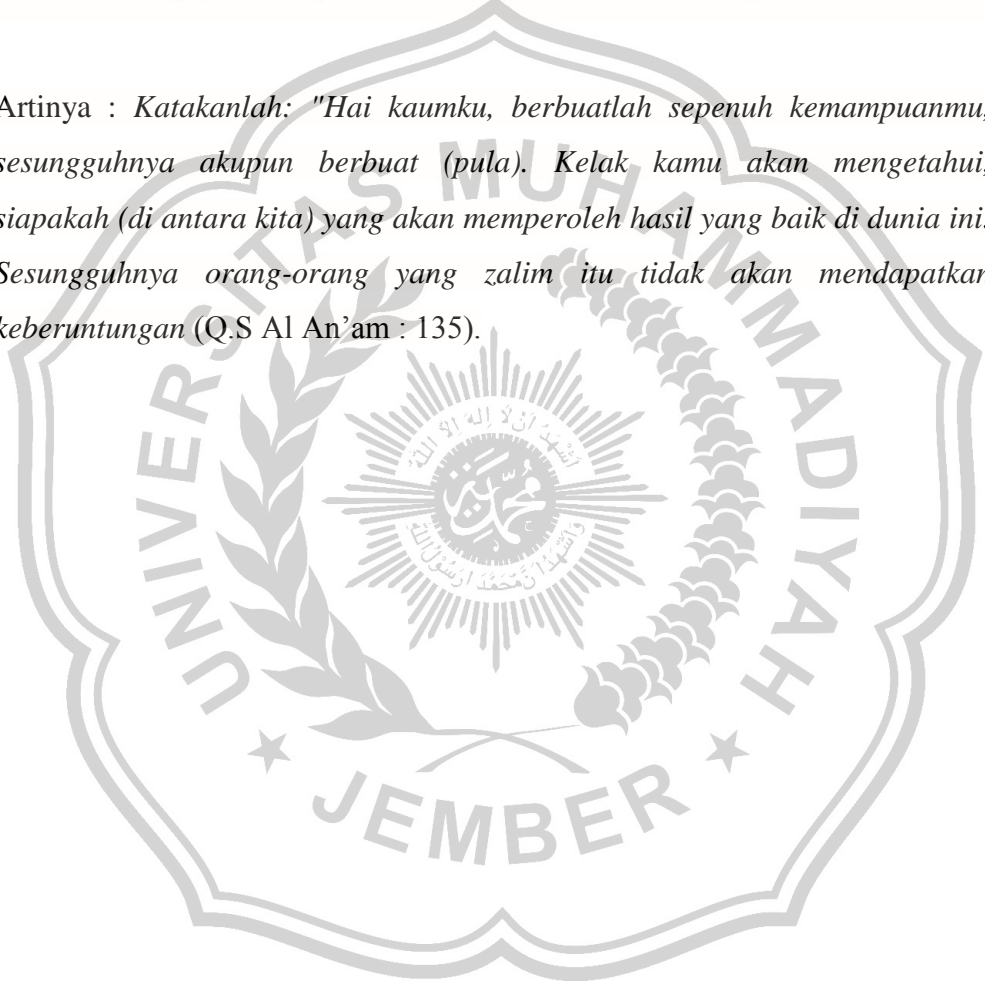 Artinya : Katakanlah: "Hai kaumku, berbuatlah sepenuh kemampuanmu,
sesungguhnya akupun berbuat (pula). Kelak kamu akan mengetahui,
siapakah (di antara kita) yang akan memperoleh hasil yang baik di dunia ini.
Sesungguhnya orang-orang yang zalim itu tidak akan mendapatkan
keberuntungan (Q.S Al An’am : 135).
UNIVERSITAS MUHAMMADIYAH
JEMBER